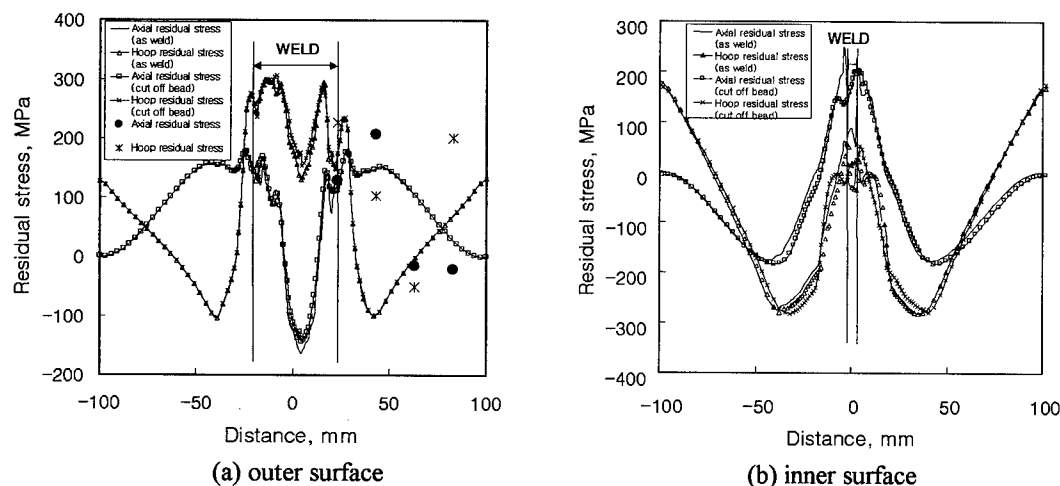 400
300
200
100
0
-100
-200
Residual stress, MPa
Axial residual stress
(as weld)
Hoop residual stress
(as weld)
Axial residual stress
(cut off bead)
Hoop residual stress
(cut off bead)
Axial residual stress
Hoop residual stress
WELD
-100
-50
0
50
100
Distance, mm
(a) outer surface
300
200
100
0
-100
-200
-300
-400
Residual stress, MPa
Axial residual stress
(as weld)
Hoop residual stress
(as weld)
Axial residual stress
(cut off bead)
Hoop residual stress
(cut off bead)
WELD
-100
-50
0
50
100
Distance, mm
(b) inner surface